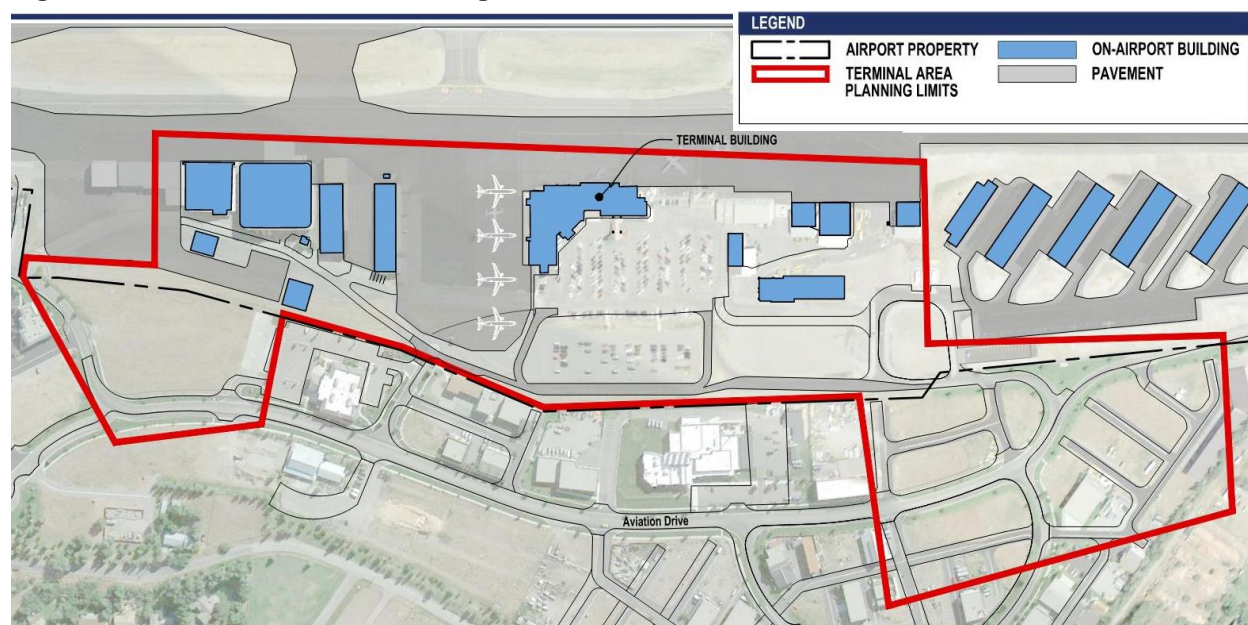 LEGEND
AIRPORT PROPERTY
TERMINAL AREA
PLANNING LIMITS
ON-AIRPORT BUILDING
PAVEMENT
TERMINAL BUILDING
Aviation Drive